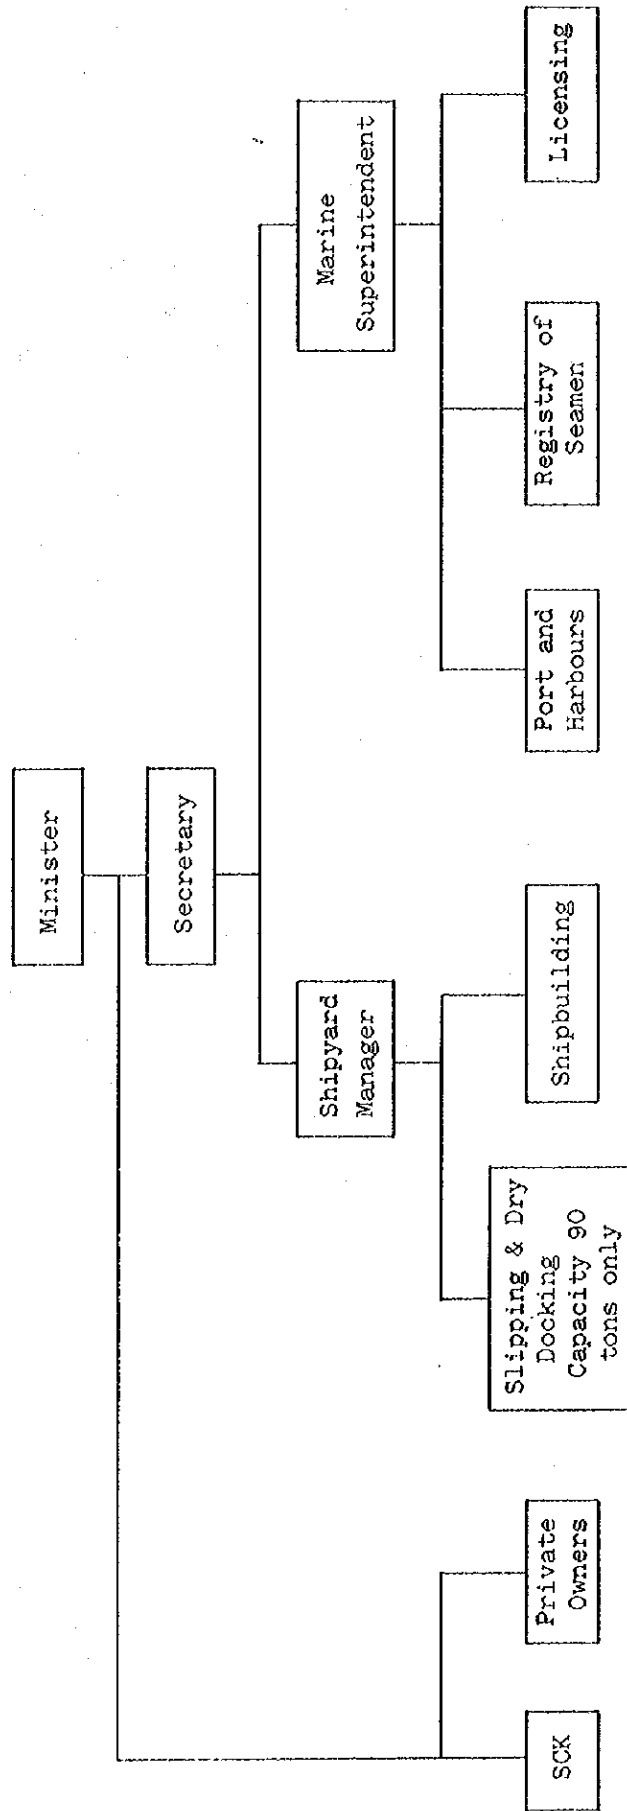 Minister
Secretary
Shipyard
Manager
Marine
Superintendent
SCK
Private
Owners
Slipping & Dry
Docking
Capacity 90
tons only
Shipbuilding
Port and
Harbours
Registry of
Seamen
Licensing